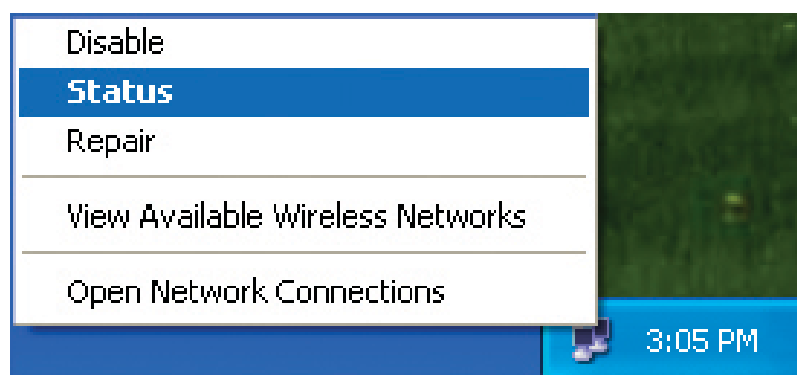 Disable
Status
Repair
View Available Wireless Networks
Open Network Connections
3:05 PM